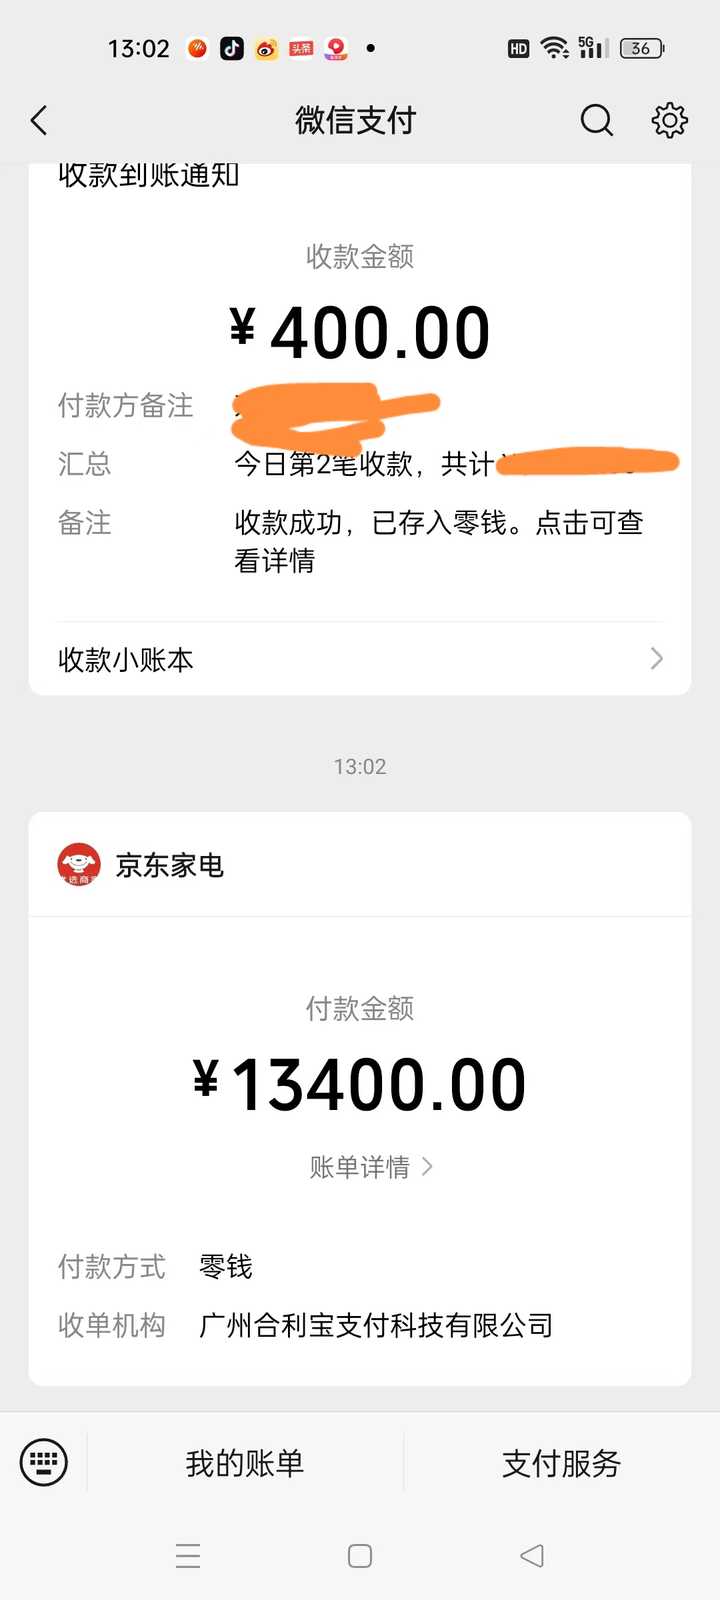 13:02 头条 HD 5G 36
微信支付
收款到账通知
收款金额
¥400.00
付款方备注
汇总 今日第2笔收款，共计
备注 收款成功，已存入零钱。点击可查
看详情
收款小账本
13:02
京东家电
付款金额
¥13400.00
账单详情
付款方式 零钱
收单机构 广州合利宝支付科技有限公司
我的账单 支付服务